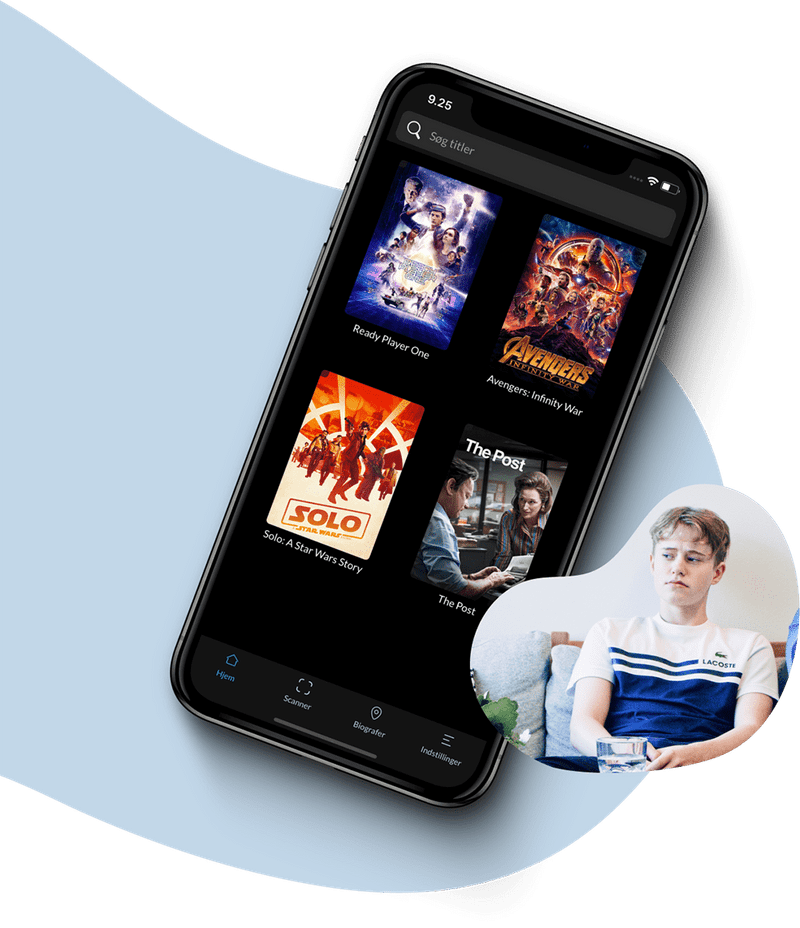 9.25
Søg titler
Ready Player One
AVENGERS
INFINITY WAR
Avengers: Infinity War
SOLO
STAR WARS
Solo: A Star Wars Story
The Post
The Post
LACOSTE
Hjem
Scanner
Biografer
Indstillinger